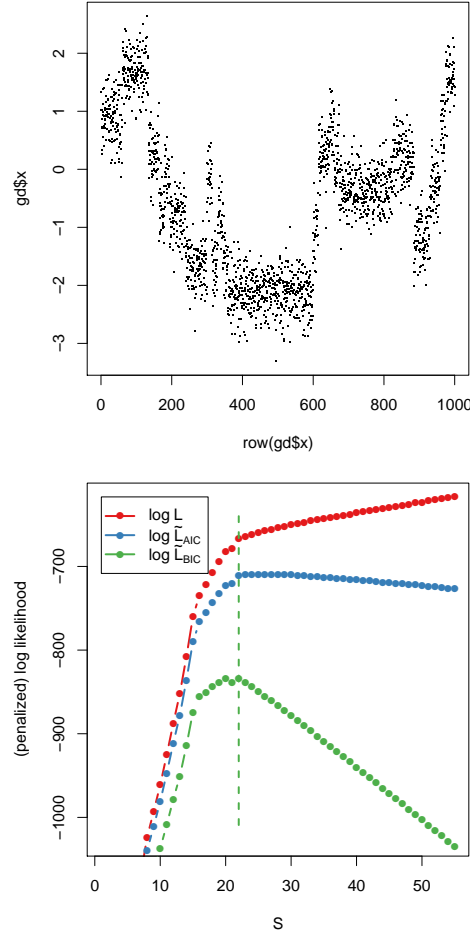 gd$x
2
1
0
−1
−2
−3
0 200 400 600 800 1000
row(gd$x)
(penalized) log likelihood
−700
−800
−900
−1000
log L
log L̃AIC
log L̃BIC
0 10 20 30 40 50
S